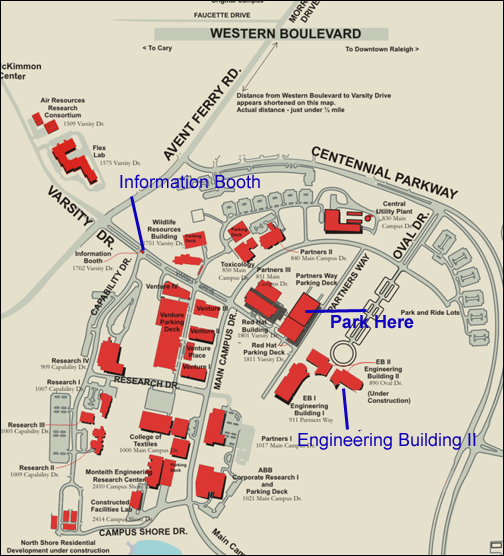 Original Campus
FAUCETTE DRIVE
MORR
DRIVE
WESTERN BOULEVARD
< To Cary
To Downtown Raleigh >
cKimmon
Center
AVENT FERRY RD.
Distance from Western Boulevard to Varsity Drive
appears shortened on this map.
Actual distance - just under ½ mile
Air Resources
Research
Consortium
1509 Varsity Dr.
Flex
Lab
1575 Varsity Dr.
CENTENNIAL PARKWAY
Information Booth
VARSITY DR.
Wildlife
Resources
Building
1751 Varsity Dr.
Parking
Deck
Parking
Deck
Central
Utility Plant
830 Main
Campus Dr.
OVAL DR.
Partners II
840 Main Campus Dr.
Toxicology
850 Main
Campus Dr.
Information
Booth
1702 Varsity Dr.
CAPABILITY DR.
Partners III
851 Main
Campus Dr.
Partners Way
Parking Deck
PARTNERS WAY
Venture IV
Venture III
Venture
Parking
Deck
Venture II
Venture
Place
Venture I
MAIN CAMPUS DR.
Red Hat
Building
1801 Varsity Dr.
Park and Ride Lots
Park Here
Red Hat
Parking Deck
1811 Varsity Dr.
Research IV
909 Capability Dr.
RESEARCH DR.
Research I
1007 Capability Dr.
EB II
Engineering
Building II
890 Oval Dr.
(Under
Construction)
EB I
Engineering
Building I
911 Partners Way
Research III
1005 Capability Dr.
College of
Textiles
1000 Main Campus Dr.
Partners I
1017 Main Campus Dr.
Engineering Building II
Research II
1009 Capability Dr.
Monteith Engineering
Research Center
2410 Campus Shore Dr.
Parking
Deck
ABB
Corporate Research I
and
Parking Deck
1021 Main Campus Dr.
Constructed
Facilities Lab
2414 Campus Shore Dr.
CAMPUS SHORE DR.
Main Ca
North Shore Residential
Development under construction